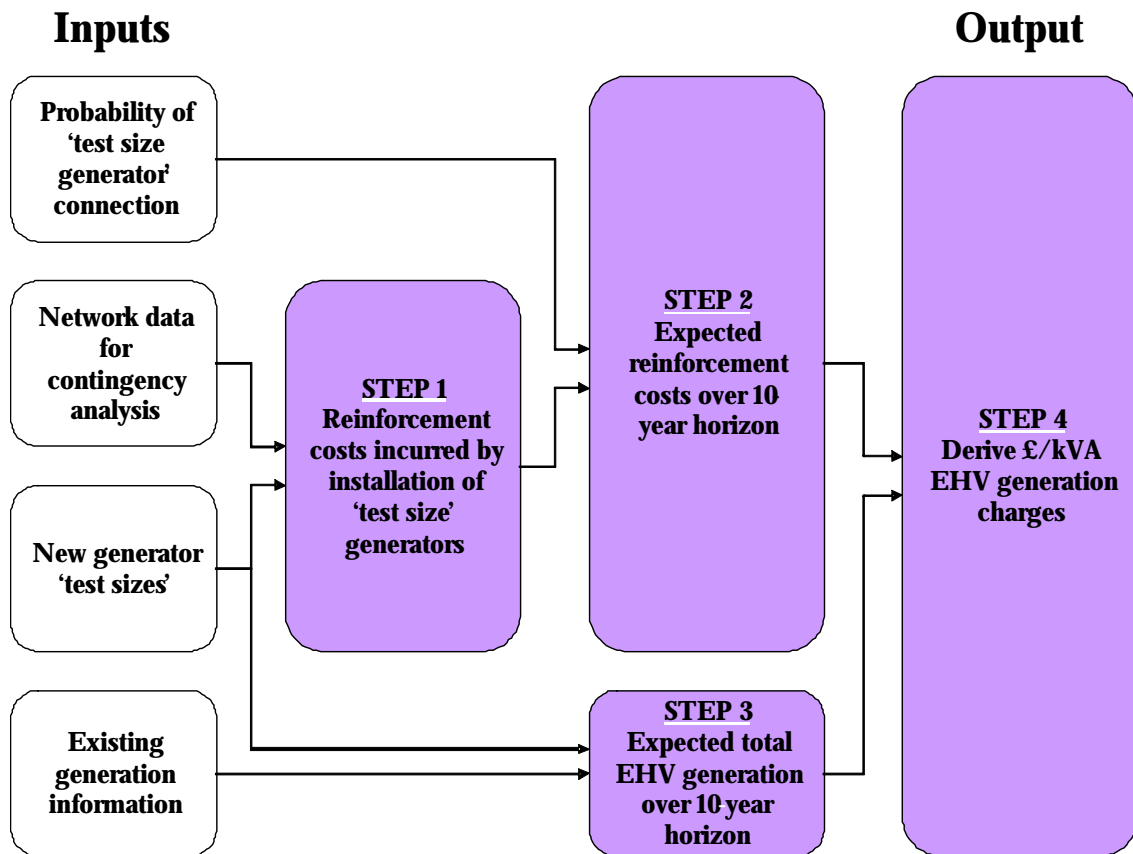 Inputs
Output
Probability of
‘test size
generator’
connection
Network data
for
contingency
analysis
New generator
‘test sizes’
Existing
generation
information
STEP 1
Reinforcement
costs incurred by
installation of
‘test size’
generators
STEP 2
Expected
reinforcement
costs over 10-
year horizon
STEP 3
Expected total
EHV generation
over 10-year
horizon
STEP 4
Derive £/kVA
EHV generation
charges